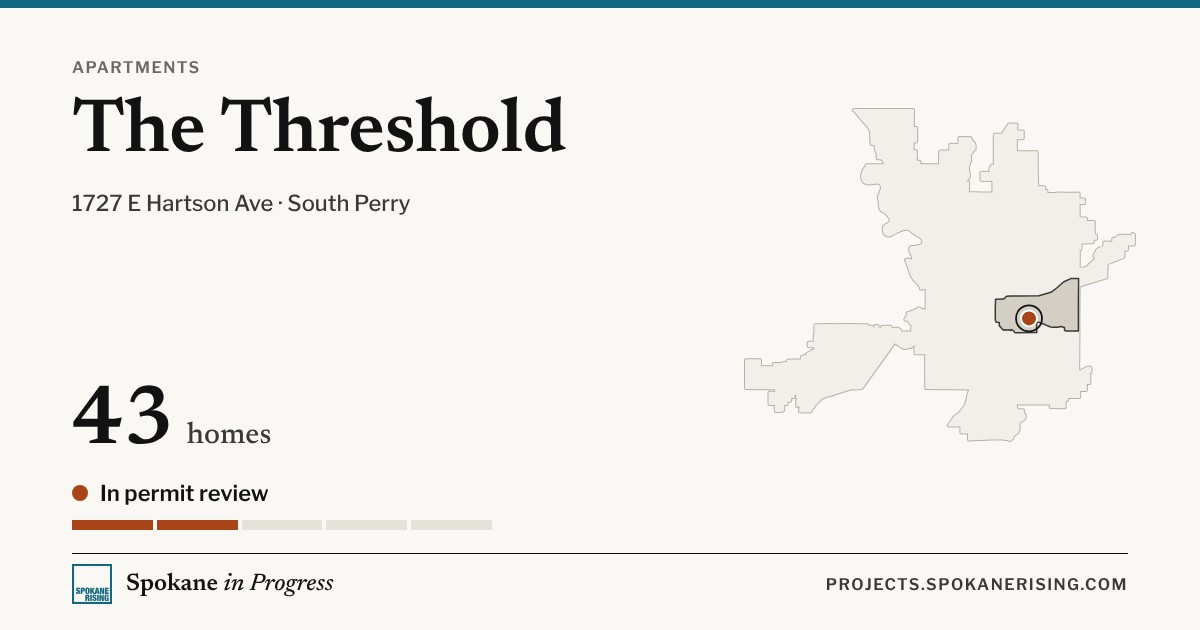 APARTMENTS
The Threshold
1727 E Hartson Ave · South Perry
43 homes
In permit review
SPOKANE
RISING
Spokane in Progress
PROJECTS.SPOKANERISING.COM